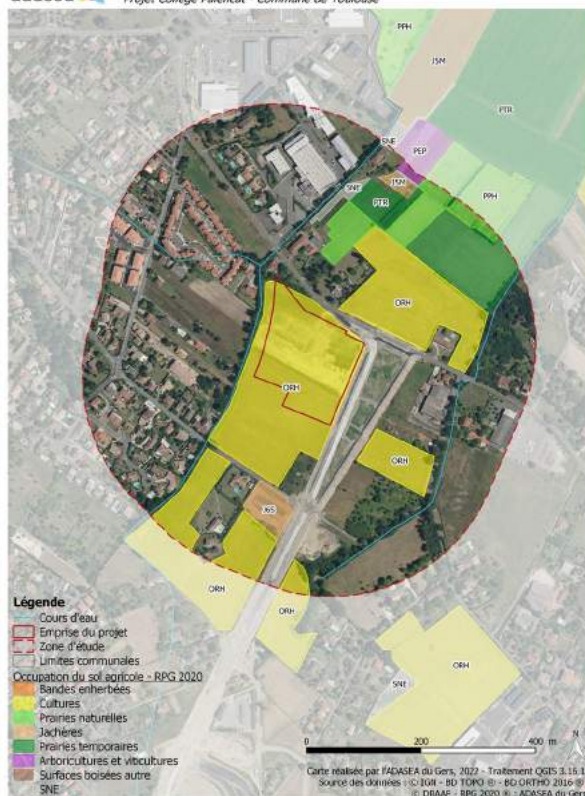 Projet Collège Palencat - Commune de Toulouse
PPH
JSM
PTR
SNE
PEP
SNE
JSM
PTR
PPH
ORH
ORH
ORH
J6S
ORH
ORH
ORH
SNE
Légende
Cours d'eau
Emprise du projet
Zone d'étude
Limites communales
Occupation du sol agricole - RPG 2020
Bandes enherbées
Cultures
Prairies naturelles
Jachères
Prairies temporaires
Arboricultures et viticultures
Surfaces boisées autre
SNE
0 200 400 m
N
Carte réalisée par l'ADASEA du Gers, 2022 - Traitement QGIS 3.16.1
Source des données : © IGN - BD TOPO ® - BD ORTHO 2016 ®
© DRAAF - RPG 2020 ® - ADASEA du Gers